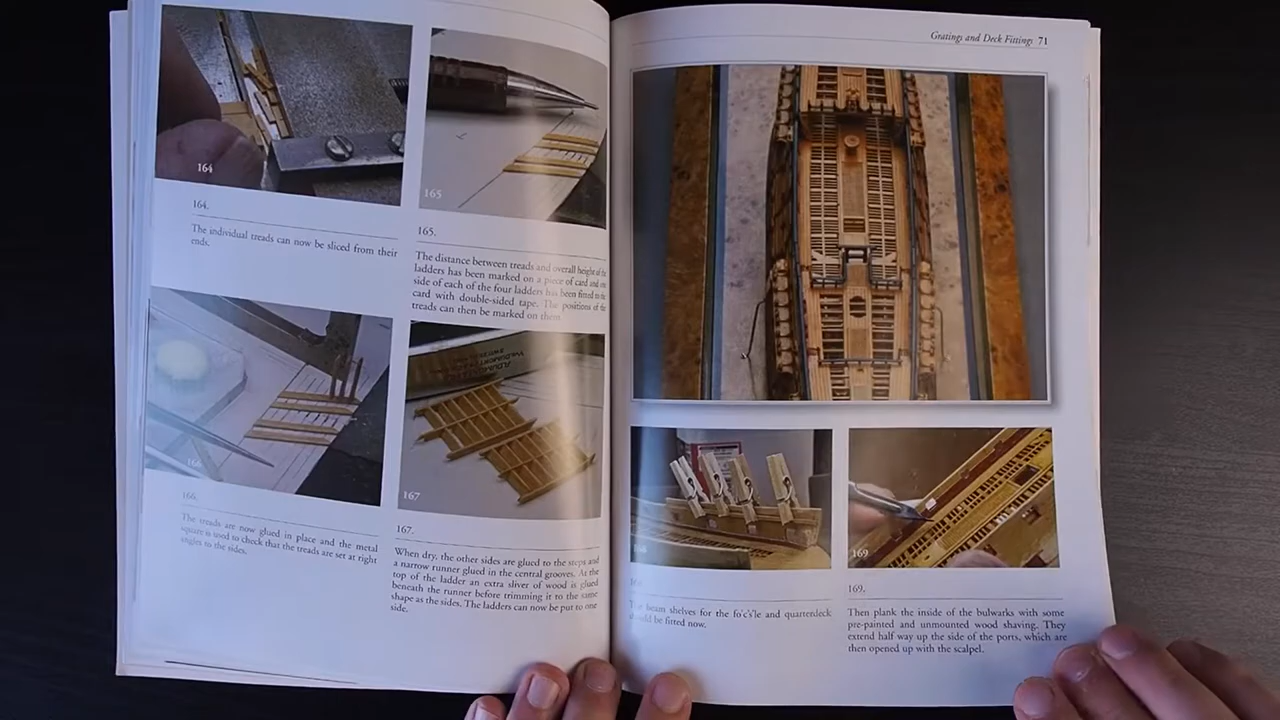 164
164.
The individual treads can now be sliced from their
ends.
165
165.
The distance between treads and overall height of the
ladders has been marked on a piece of card and one
side of each of the four ladders has been fitted to the
card with double-sided tape. The positions of the
treads can then be marked on them.
166
166.
The treads are now glued in place and the metal
square is used to check that the treads are set at right
angles to the sides.
167
167.
When dry, the other sides are glued to the steps and
a narrow runner glued in the central grooves. At the
top of the ladder an extra sliver of wood is glued
beneath the runner before trimming it to the same
shape as the sides. The ladders can now be put to one
side.
Gratings and Deck Fittings 71
The beam shelves for the fo'c's'le and quarterdeck
should be fitted now.
169
169.
Then plank the inside of the bulwarks with some
pre-painted and unmounted wood shaving. They
extend half way up the side of the ports, which are
then opened up with the scalpel.